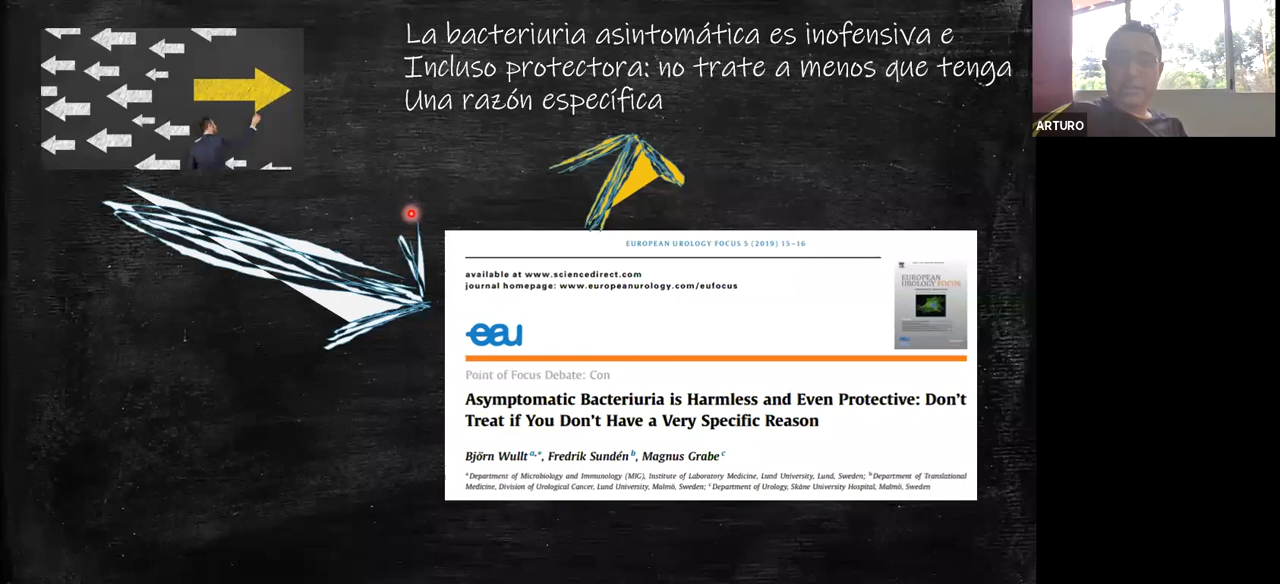 La bacteriuria asintomática es inofensiva e
Incluso protectora: no trate a menos que tenga
Una razón específica
ARTURO
EUROPEAN UROLOGY FOCUS 5 (2019) 15–16
available at www.sciencedirect.com
journal homepage: www.europeanurology.com/eufocus
EUROPEAN
UROLOGY FOCUS
eau
Point of Focus Debate: Con
Asymptomatic Bacteriuria is Harmless and Even Protective: Don't
Treat if You Don't Have a Very Specific Reason
Björn Wullt a,*, Fredrik Sundén b, Magnus Grabe c
a Department of Microbiology and Immunology (MIG), Institute of Laboratory Medicine, Lund University, Lund, Sweden; b Department of Translational
Medicine, Division of Urological Cancer, Lund University, Malmö, Sweden; c Department of Urology, Skåne University Hospital, Malmö, Sweden